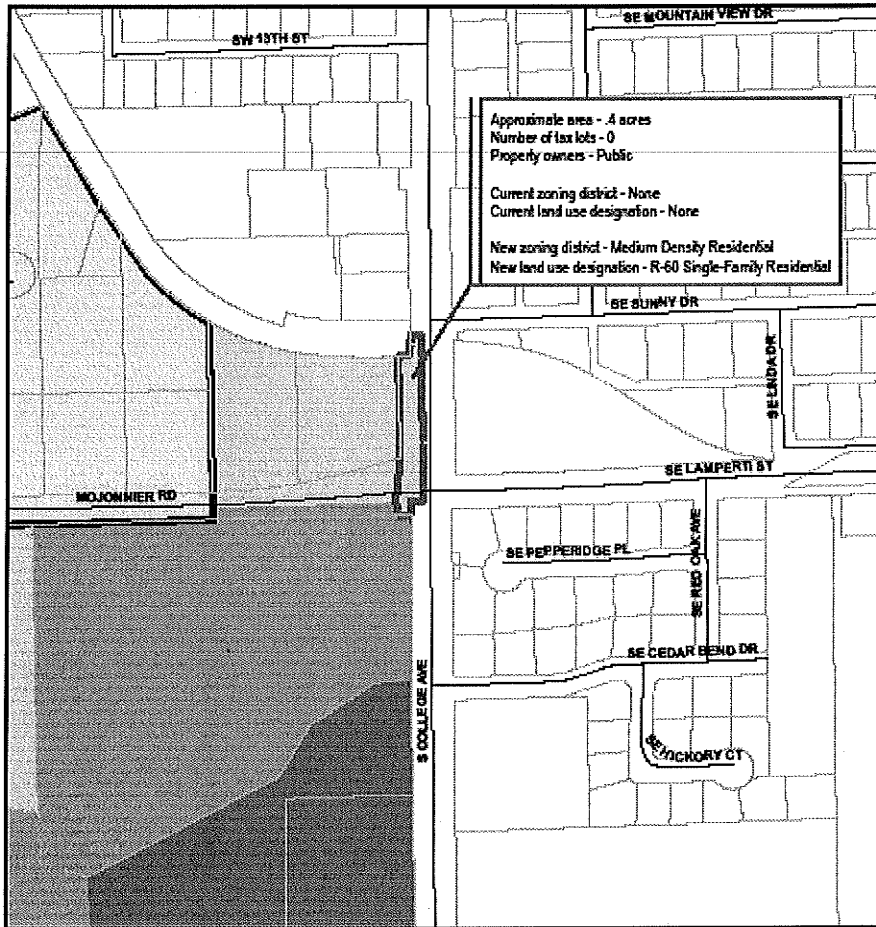 SW 13TH ST
SE MOUNTAIN VIEW DR
Approximate area - .4 acres
Number of tax lots - 0
Property owners - Public
Current zoning district - None
Current land use designation - None
New zoning district - Medium Density Residential
New land use designation - R-60 Single-Family Residential
SE SUNNY DR
SE LINDA DR
SE LAMPERTI ST
MOJONNIER RD
SE PEPPERIDGE PL
SE RED OAK AVE
SE CEDAR BEND DR
S COLLEGE AVE
SE HICKORY CT